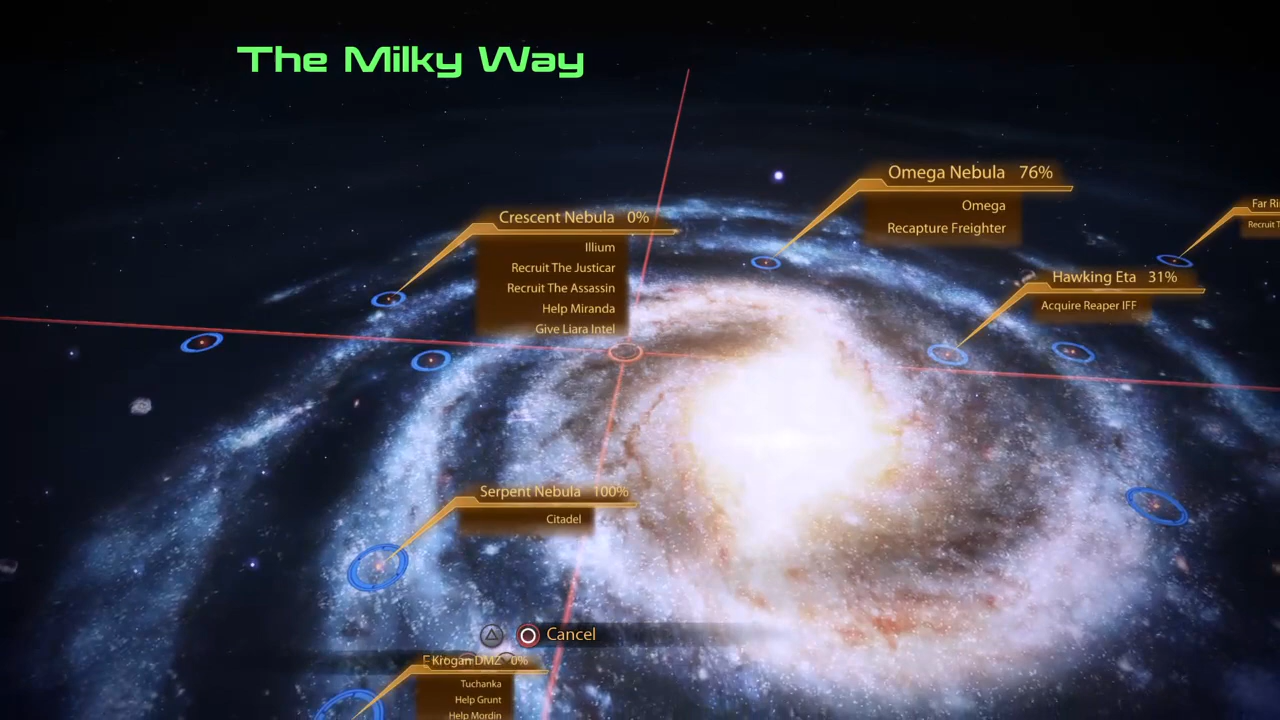 The Milky Way
Omega Nebula 76%
Omega
Recapture Freighter
Far
Recruit
Crescent Nebula 0%
Illium
Recruit The Justicar
Recruit The Assassin
Help Miranda
Give Liara Intel
Hawking Eta 31%
Acquire Reaper IFF
Serpent Nebula 100%
Citadel
Cancel
Krogan DMZ 0%
Tuchanka
Help Grunt
Help Mordin